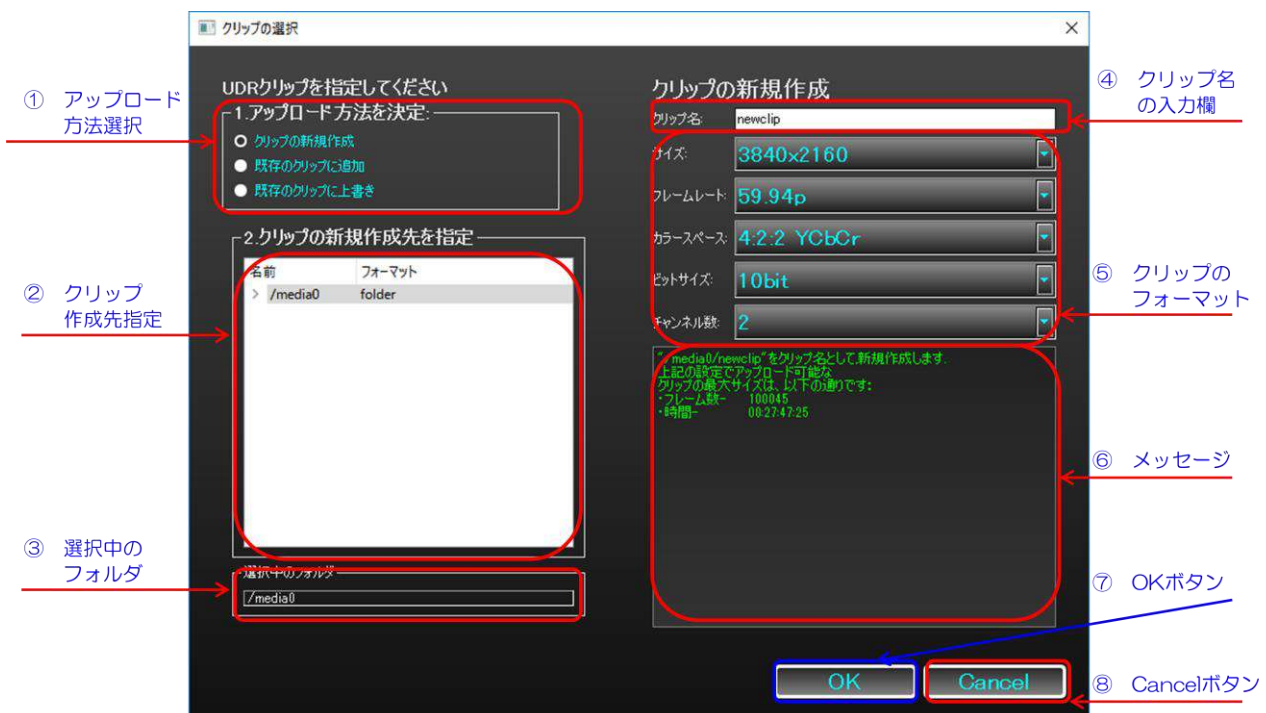 クリップの選択
① アップロード
方法選択
② クリップ
作成先指定
③ 選択中の
フォルダ
UDRクリップを指定してください
1.アップロード方法を決定:
クリップの新規作成
既存のクリップに追加
既存のクリップに上書き
2.クリップの新規作成先を指定
名前 フォーマット
> /media0 folder
選択中のフォルダ
/media0
クリップの新規作成
クリップ名: newclip
サイズ: 3840×2160
フレームレート: 59.94p
カラースペース: 4:2:2 YCbCr
ビットサイズ: 10bit
チャンネル数: 2
"/media0/newclip"をクリップ名として,新規作成します.
上記の設定でアップロード可能な
クリップの最大サイズは、以下の通りです:
・フレーム数- 100045
・時間- 00:27:47:25
OK
Cancel
④ クリップ名
の入力欄
⑤ クリップの
フォーマット
⑥ メッセージ
⑦ OKボタン
⑧ Cancelボタン